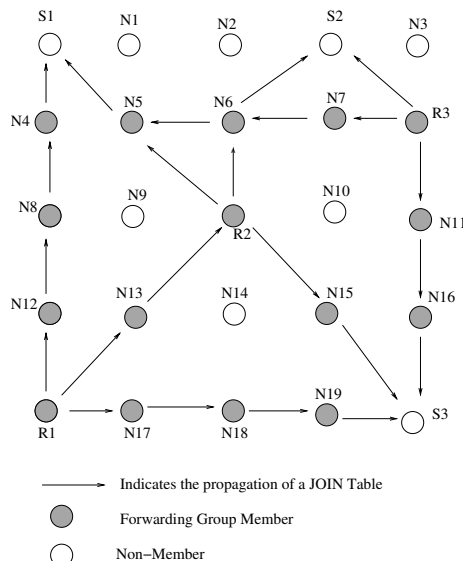 S1 N1 N2 S2 N3
N4 N5 N6 N7 R3
N8 N9 R2 N10 N11
N12 N13 N14 N15 N16
R1 N17 N18 N19 S3
Indicates the propagation of a JOIN Table
Forwarding Group Member
Non−Member